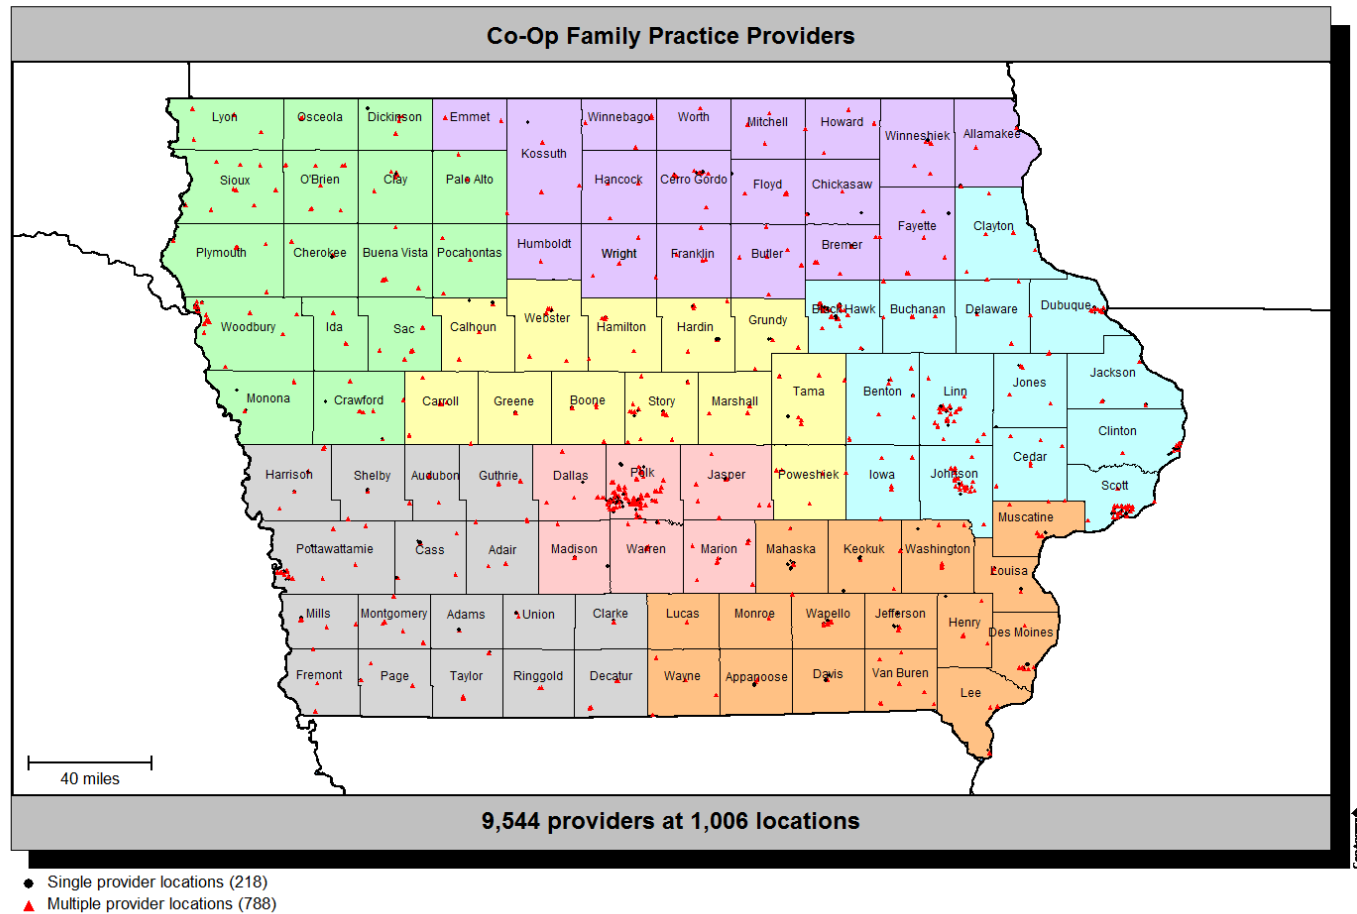 Co-Op Family Practice Providers
Lyon Osceola Dickinson Emmet Winnebago Worth Mitchell Howard Winneshiek Allamakee
Kossuth
Sioux O'Brien Clay Palo Alto Hancock Cerro Gordo Floyd Chickasaw
Fayette Clayton
Plymouth Cherokee Buena Vista Pocahontas Humboldt Wright Franklin Butler Bremer
Woodbury Ida Sac Calhoun Webster Hamilton Hardin Grundy Black Hawk Buchanan Delaware Dubuque
Monona Crawford Carroll Greene Boone Story Marshall Tama Benton Linn Jones Jackson
Clinton
Harrison Shelby Audubon Guthrie Dallas Polk Jasper Poweshiek Iowa Johnson Cedar Scott
Muscatine
Pottawattamie Cass Adair Madison Warren Marion Mahaska Keokuk Washington
Louisa
Mills Montgomery Adams Union Clarke Lucas Monroe Wapello Jefferson Henry Des Moines
Fremont Page Taylor Ringgold Decatur Wayne Appanoose Davis Van Buren Lee
40 miles
9,544 providers at 1,006 locations
Single provider locations (218)
Multiple provider locations (788)